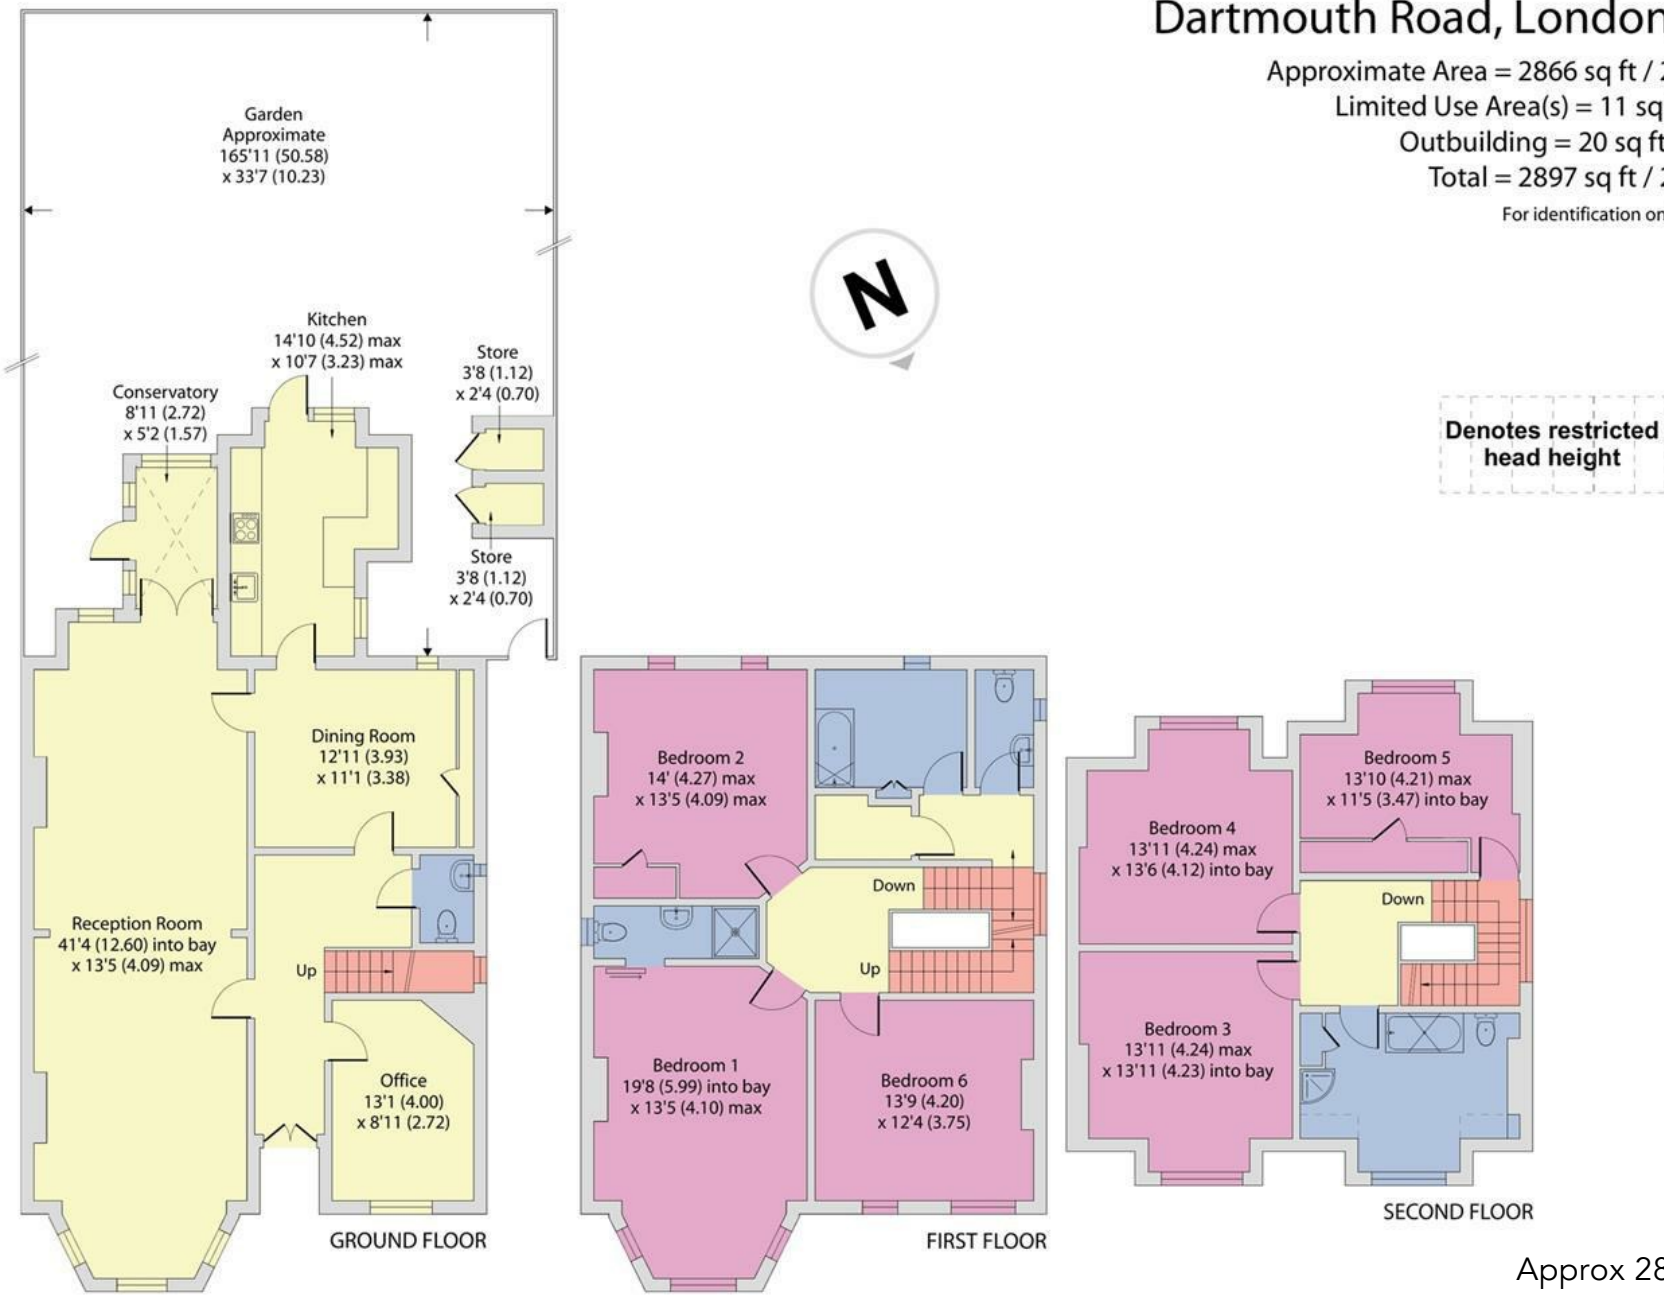 Dartmouth Road, London
Approximate Area = 2866 sq ft /
Limited Use Area(s) = 11 sq
Outbuilding = 20 sq ft
Total = 2897 sq ft /
For identification
Garden
Approximate
165'11 (50.58)
x 33'7 (10.23)
N
Kitchen
14'10 (4.52) max
x 10'7 (3.23) max
Store
3'8 (1.12)
x 2'4 (0.70)
Conservatory
8'11 (2.72)
x 5'2 (1.57)
Denotes restricted
head height
Store
3'8 (1.12)
x 2'4 (0.70)
Dining Room
12'11 (3.93)
x 11'1 (3.38)
Reception Room
41'4 (12.60) into bay
x 13'5 (4.09) max
Up
Office
13'1 (4.00)
x 8'11 (2.72)
GROUND FLOOR
Bedroom 2
14' (4.27) max
x 13'5 (4.09) max
Down
Up
Bedroom 1
19'8 (5.99) into bay
x 13'5 (4.10) max
Bedroom 6
13'9 (4.20)
x 12'4 (3.75)
FIRST FLOOR
Bedroom 5
13'10 (4.21) max
x 11'5 (3.47) into bay
Bedroom 4
13'11 (4.24) max
x 13'6 (4.12) into bay
Down
Bedroom 3
13'11 (4.24) max
x 13'11 (4.23) into bay
SECOND FLOOR
Approx 28